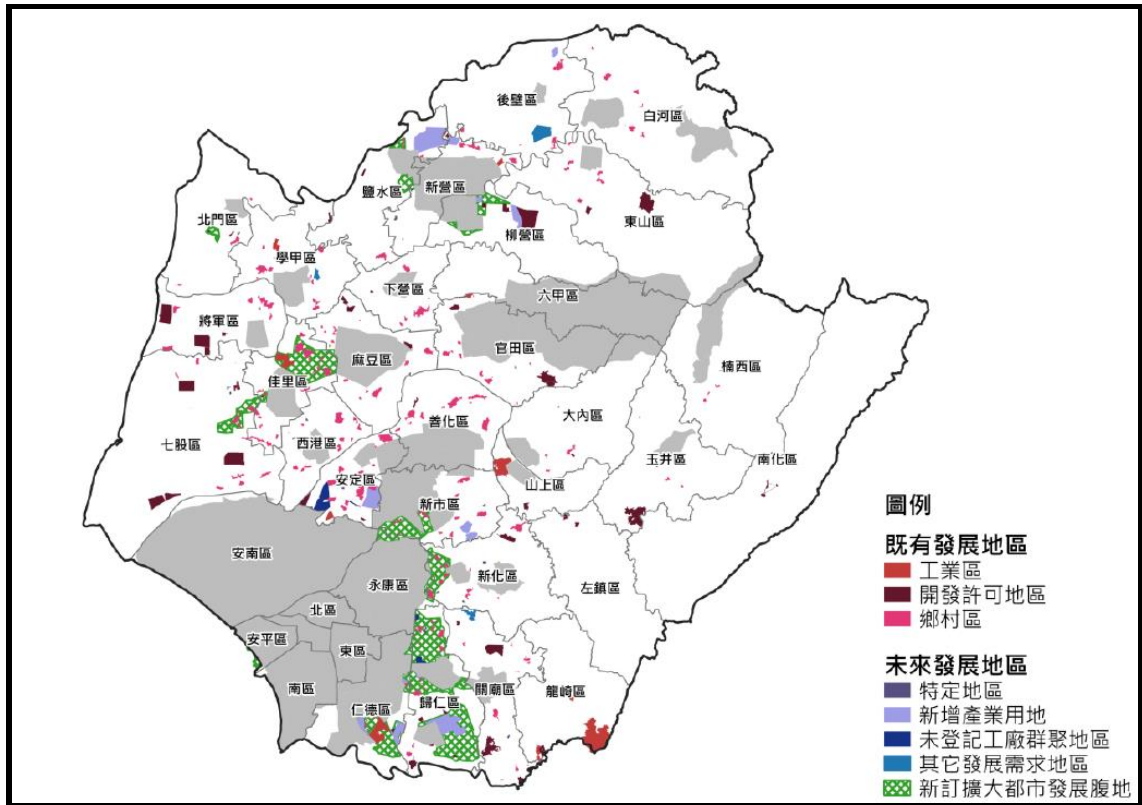 後壁區
白河區
鹽水區
新營區
東山區
北門區
柳營區
學甲區
下營區
六甲區
將軍區
官田區
麻豆區
楠西區
佳里區
大內區
善化區
七股區
西港區
玉井區
南化區
安定區
山上區
新市區
安南區
新化區
左鎮區
永康區
北區
安平區
東區
南區
關廟區
龍崎區
歸仁區
仁德區
圖例
既有發展地區
工業區
開發許可地區
鄉村區
未來發展地區
特定地區
新增產業用地
未登記工廠群聚地區
其它發展需求地區
新訂擴大都市發展腹地